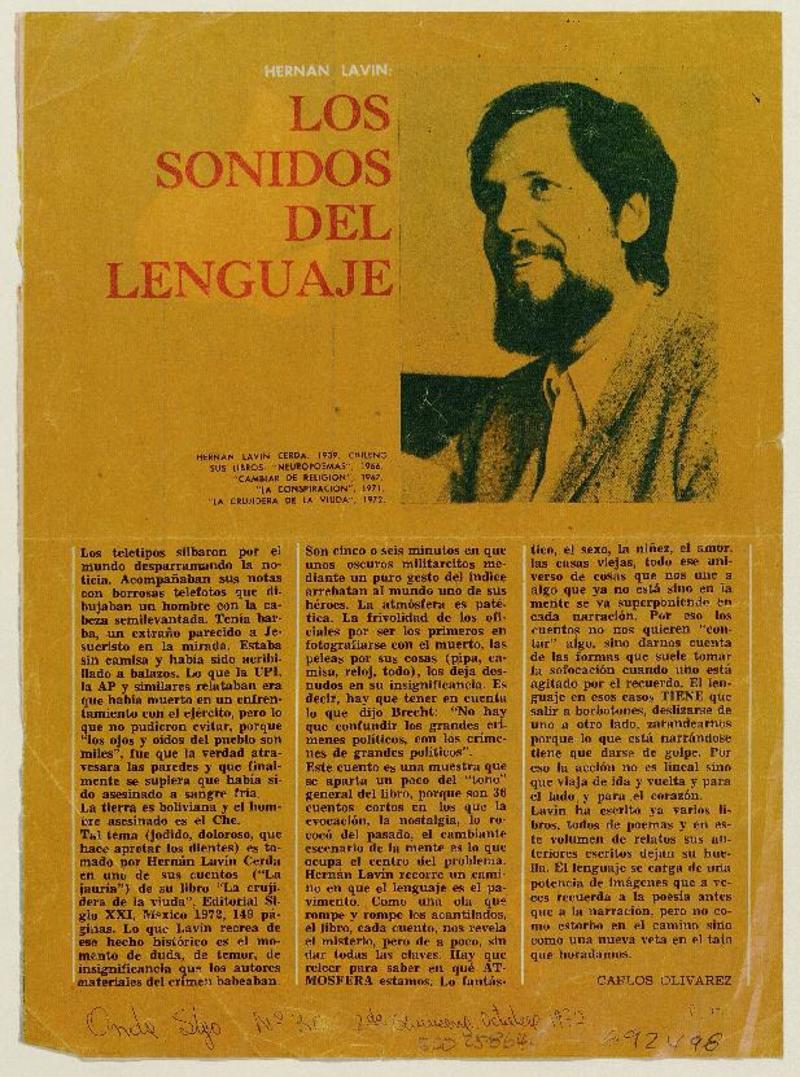 HERNAN LAVIN:
LOS
SONIDOS
DEL
LENGUAJE
HERNAN LAVIN CERDA, 1939, CHILENO
SUS LIBROS: "NEUROPOEMAS", 1966,
"CAMBIAR DE RELIGION", 1967,
"LA CONSPIRACION", 1971,
"LA CRUJIDERA DE LA VIUDA", 1972.
Los teletipos silbaron por el
mundo desparramando la no-
ticia. Acompañaban sus notas
con borrosas telefotos que di-
bujaban un hombre con la ca-
beza semilevantada. Tenía bar-
ba, un extraño parecido a Je-
sucristo en la mirada. Estaba
sin camisa y había sido acribi-
llado a balazos. Lo que la UPI,
la AP y similares relataban era
que había muerto en un enfren-
tamiento con el ejército, pero lo
que no pudieron evitar, porque
"los ojos y oídos del pueblo son
miles", fue que la verdad atra-
vesara las paredes y que final-
mente se supiera que había si-
do asesinado a sangre fría.
La tierra es boliviana y el hom-
bre asesinado es el Che.
Tal tema (jodido, doloroso, que
hace apretar los dientes) es to-
mado por Hernán Lavín Cerda
en uno de sus cuentos ("La
jauría") de su libro "La cruji-
dera de la viuda", Editorial Si-
glo XXI, México 1972, 149 pá-
ginas. Lo que Lavín recrea de
ese hecho histórico es el mo-
mento de duda, de temor, de
insignificancia que los autores
materiales del crimen babeaban.
Son cinco o seis minutos en que
unos oscuros militarcitos me-
diante un puro gesto del índice
arrebatan al mundo uno de sus
héroes. La atmósfera es paté-
tica. La frivolidad de los ofi-
ciales por ser los primeros en
fotografiarse con el muerto, las
peleas por sus cosas (pipa, ca-
misa, reloj, todo), los deja des-
nudos en su insignificancia. Es
decir, hay que tener en cuenta
lo que dijo Brecht: "No hay
que confundir los grandes crí-
menes políticos, con los críme-
nes de grandes políticos".
Este cuento es una muestra que
se aparta un poco del "tono"
general del libro, porque son 36
cuentos cortos en los que la
evocación, la nostalgia, lo ro-
cocó del pasado, el cambiante
escenario de la mente es lo que
ocupa el centro del problema.
Hernán Lavín recorre un cami-
no en que el lenguaje es el pa-
vimento. Como una ola que
rompe y rompe los acantilados,
el libro, cada cuento, nos revela
el misterio, pero de a poco, sin
dar todas las claves. Hay que
releer para saber en qué AT-
MOSFERA estamos. Lo fantás-
tico, el sexo, la niñez, el amor,
las casas viejas, todo ese uni-
verso de cosas que nos une a
algo que ya no está sino en la
mente se va superponiendo en
cada narración. Por eso los
cuentos no nos quieren "con-
tar" algo, sino darnos cuenta
de las formas que suele tomar
la sofocación cuando uno está
agitado por el recuerdo. El len-
guaje en esos casos TIENE que
salir a borbotones, deslizarse de
uno a otro lado, zarandearnos
porque lo que está narrándose
tiene que darse de golpe. Por
eso la acción no es lineal sino
que viaja de ida y vuelta y para
el lado y para el corazón.
Lavín ha escrito ya varios li-
bros, todos de poemas y en es-
te volumen de relatos sus an-
teriores escritos dejan su hue-
lla. El lenguaje se carga de una
potencia de imágenes que a ve-
ces recuerda a la poesía antes
que a la narración, pero no co-
mo estorbo en el camino sino
como una nueva veta en el tajo
que horadamos.
CARLOS OLIVAREZ
Onda Stgo Nº 2da quincena Octubre 1972
692498